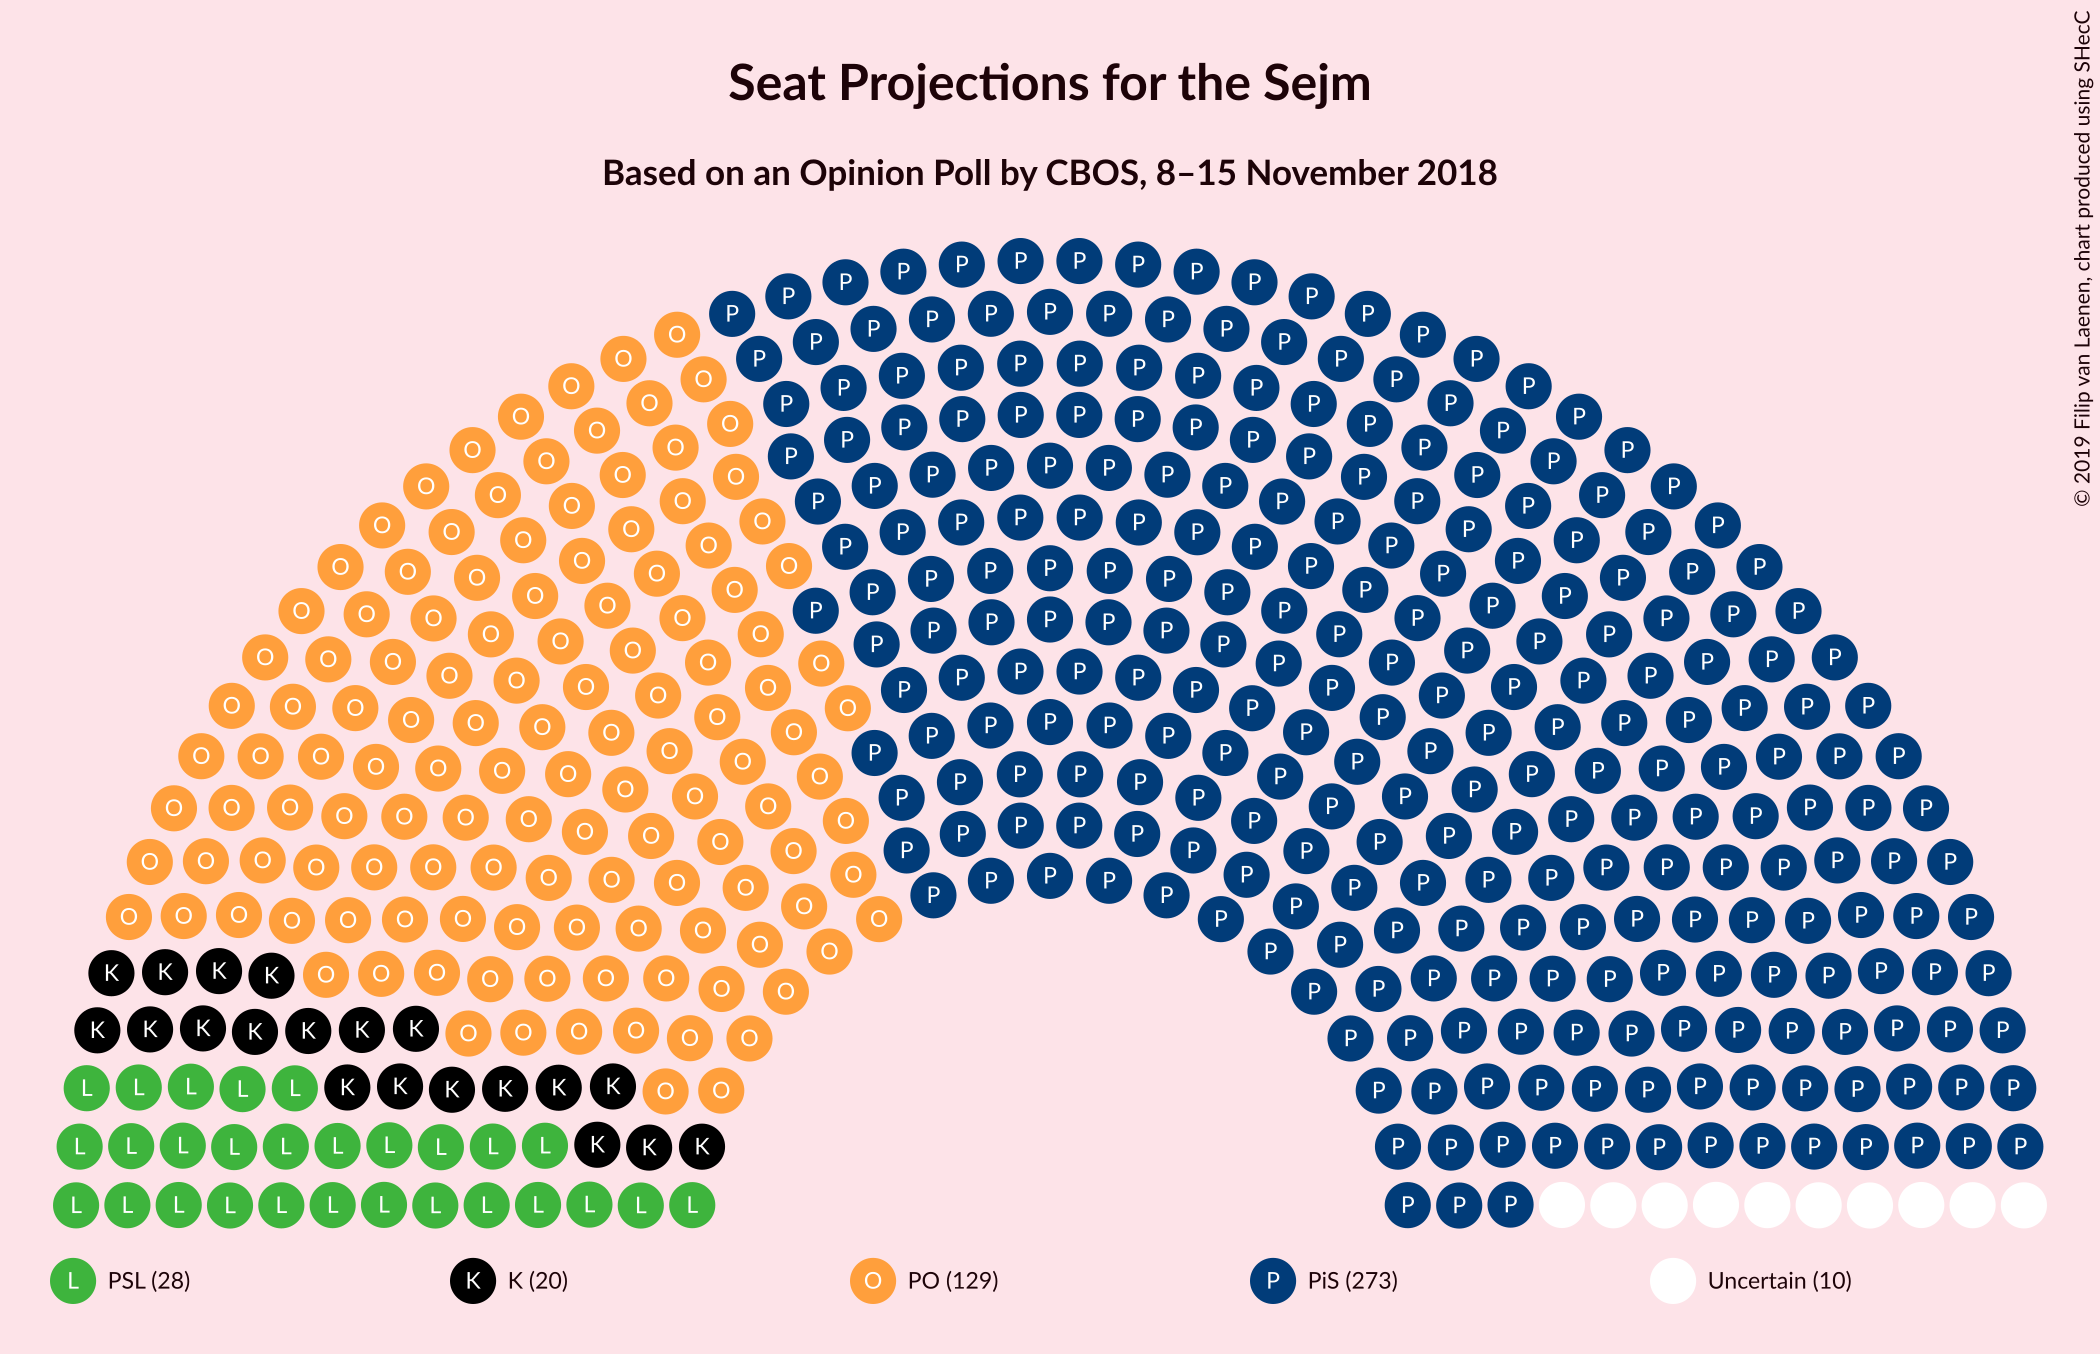 Seat Projections for the Sejm
Based on an Opinion Poll by CBOS, 8–15 November 2018
© 2019 Filip van Laenen, chart produced using SHecC
L PSL (28)
K K (20)
O PO (129)
P PiS (273)
Uncertain (10)